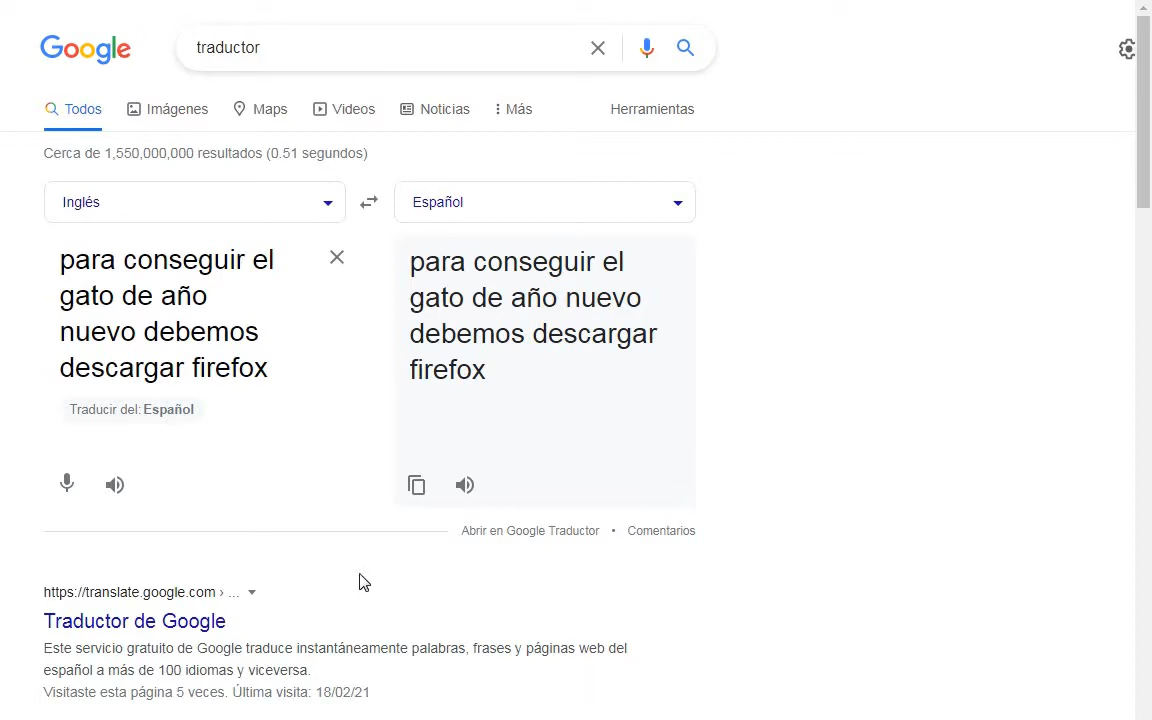 Google
traductor
Todos Imágenes Maps Videos Noticias Más Herramientas
Cerca de 1,550,000,000 resultados (0.51 segundos)
Inglés
Español
para conseguir el
gato de año
nuevo debemos
descargar firefox
Traducir del: Español
para conseguir el
gato de año nuevo
debemos descargar
firefox
Abrir en Google Traductor • Comentarios
https://translate.google.com › ...
Traductor de Google
Este servicio gratuito de Google traduce instantáneamente palabras, frases y páginas web del
español a más de 100 idiomas y viceversa.
Visitaste esta página 5 veces. Última visita: 18/02/21